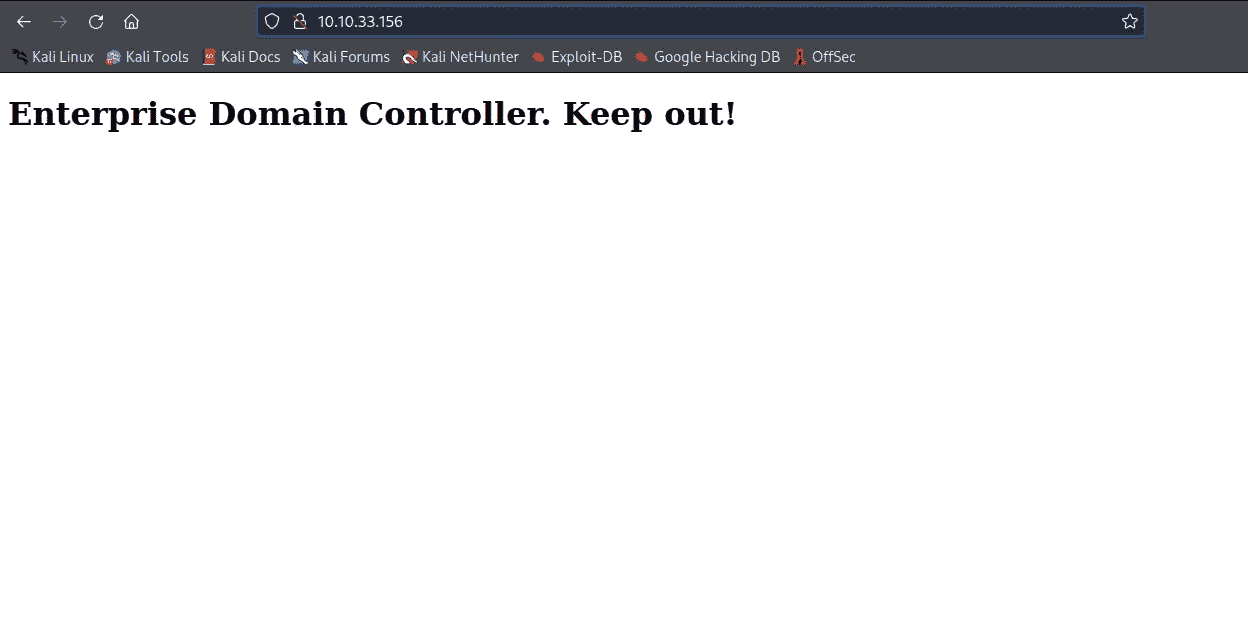 10.10.33.156
Kali Linux Kali Tools Kali Docs Kali Forums Kali NetHunter Exploit-DB Google Hacking DB OffSec
Enterprise Domain Controller. Keep out!